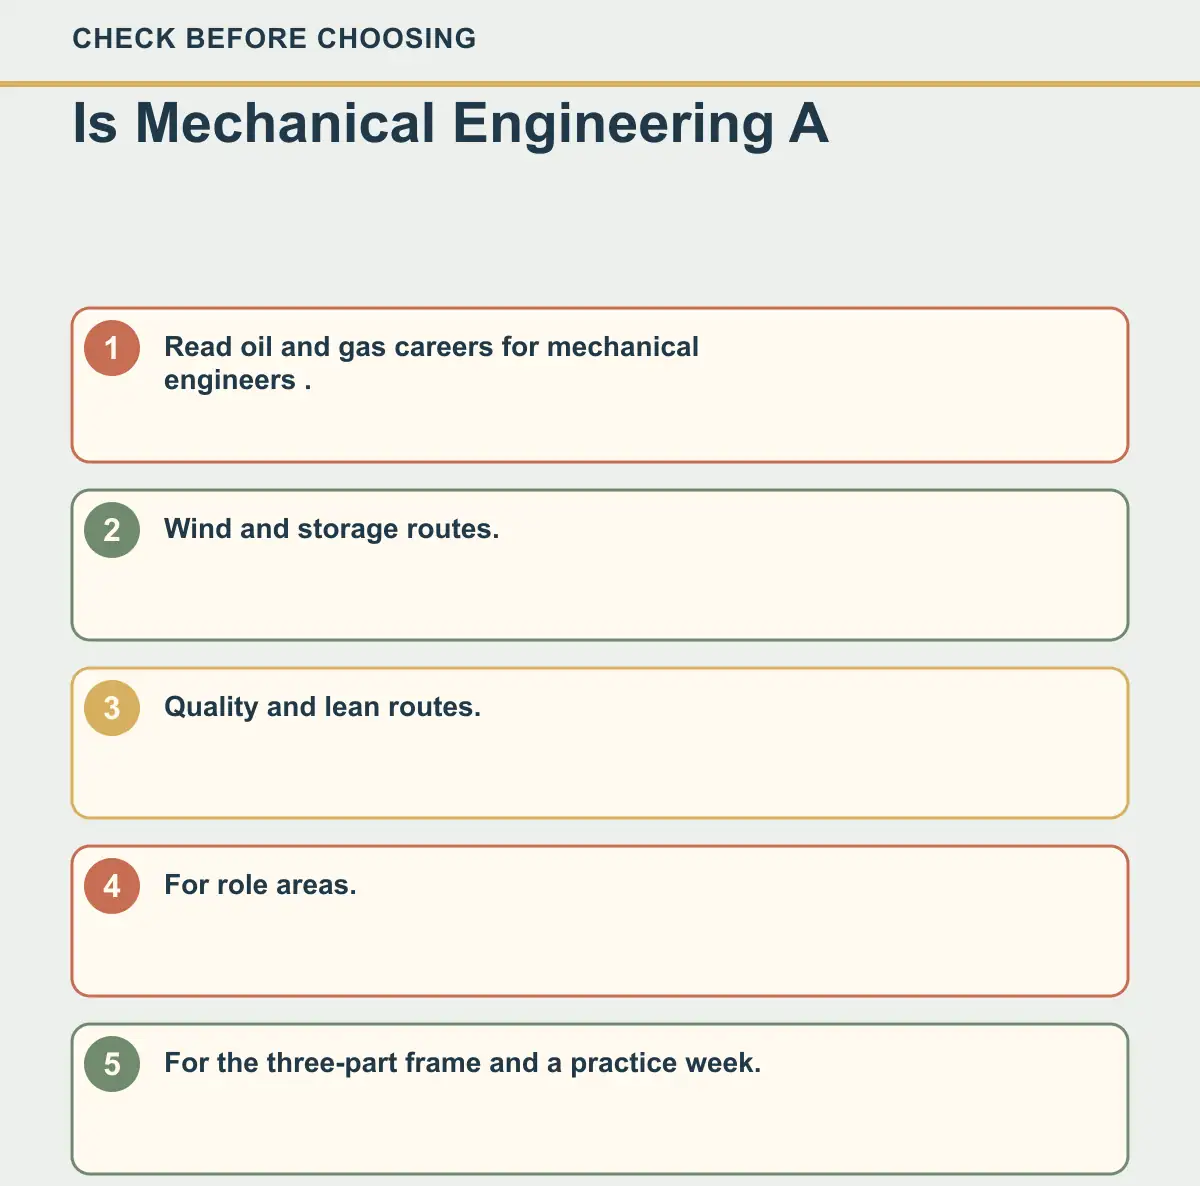 CHECK BEFORE CHOOSING
Is Mechanical Engineering A
1
Read oil and gas careers for mechanical
engineers .
2
Wind and storage routes.
3
Quality and lean routes.
4
For role areas.
5
For the three-part frame and a practice week.